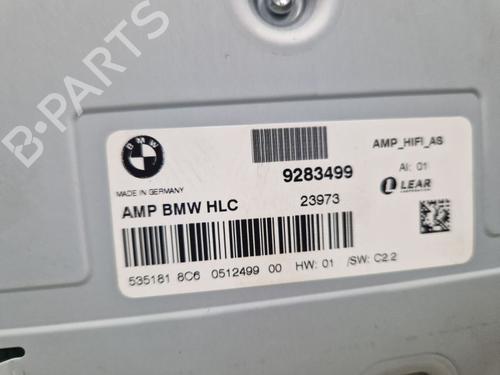 BMW
AMP_HIFI_AS
9283499
AI: 01
MADE IN GERMANY
LEAR
CORPORATION
AMP BMW HLC
23973
535181 8C6 0512499 00 HW: 01 /SW: C2.2
B-PARTS